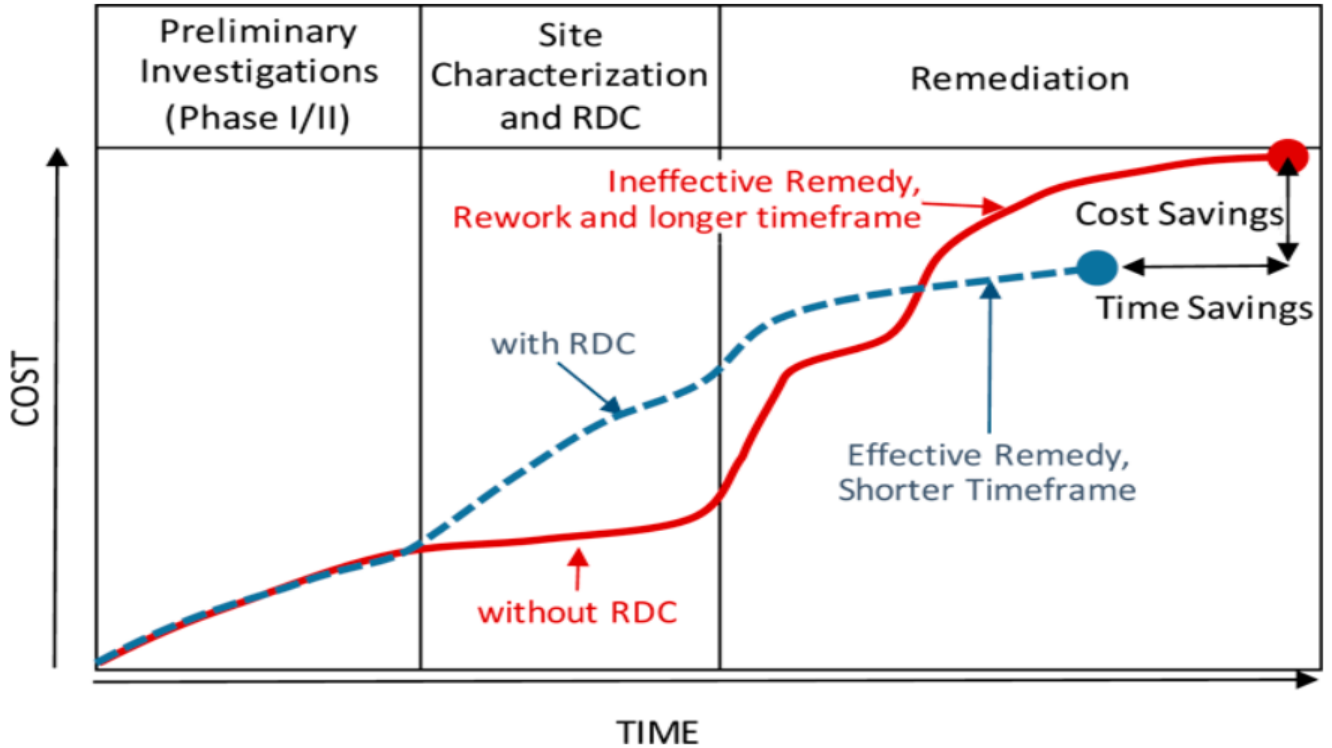 Preliminary
Investigations
(Phase I/II)
Site
Characterization
and RDC
Remediation
Ineffective Remedy,
Rework and longer timeframe
Cost Savings
Time Savings
with RDC
Effective Remedy,
Shorter Timeframe
without RDC
COST
TIME